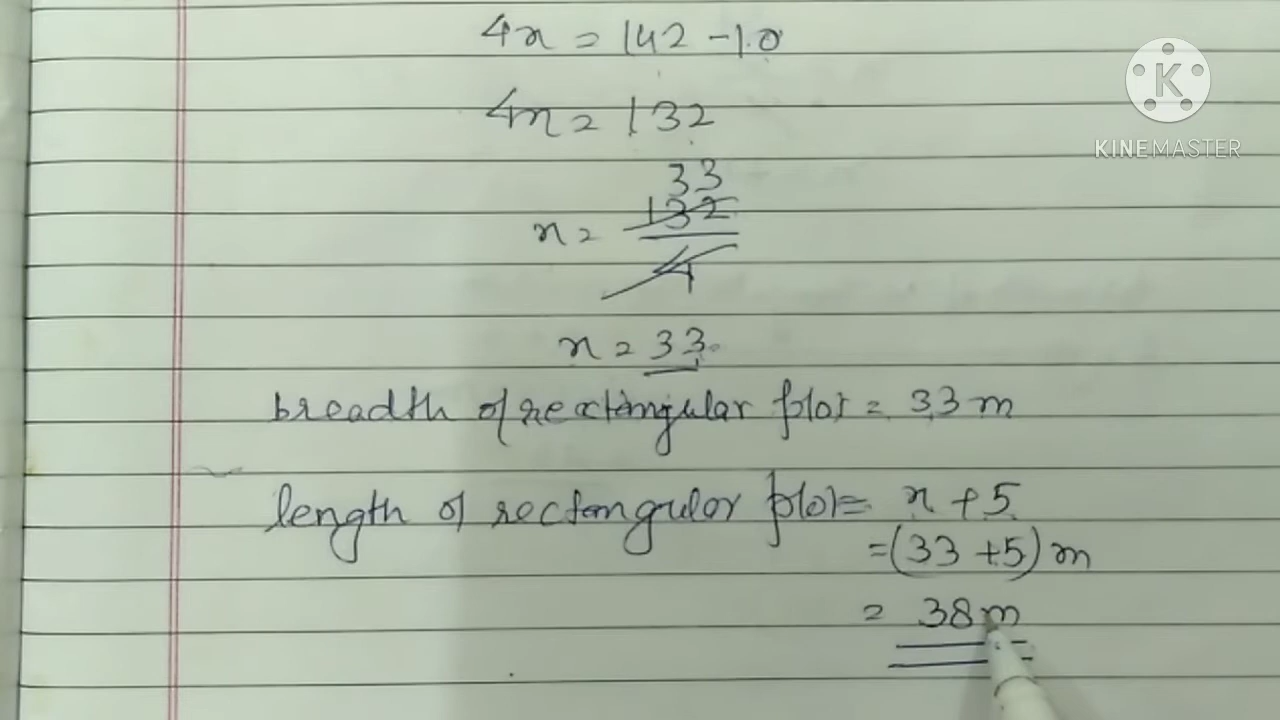 4x = 142 - 10
4x = 132
33
x = 132
4
x = 33
breadth of rectangular plot = 33 m
length of rectangular plot = x + 5
= (33 + 5) m
= 38m
K
KINEMASTER